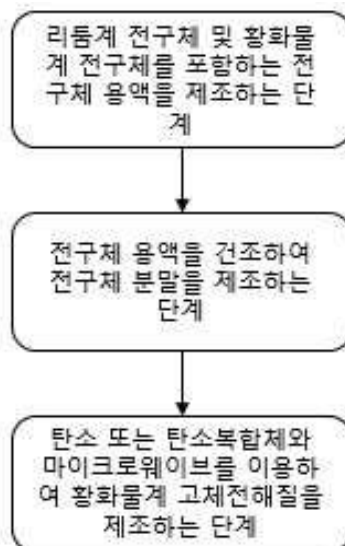 리튬계 전구체 및 황화물
계 전구체를 포함하는 전
구체 용액을 제조하는 단
계
전구체 용액을 건조하여
전구체 분말을 제조하는
단계
탄소 또는 탄소복합체와
마이크로웨이브를 이용하
여 황화물계 고체전해질을
제조하는 단계